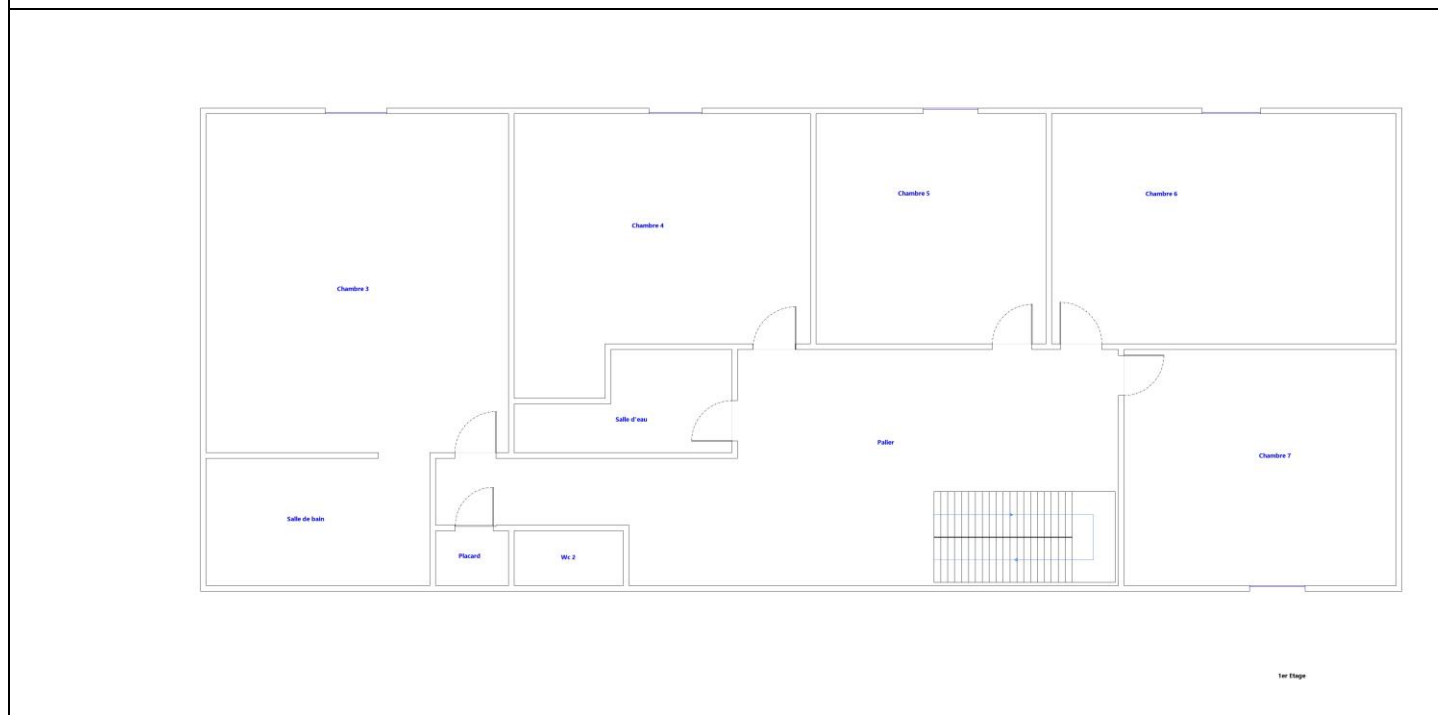 Chambre 5
Chambre 6
Chambre 4
Chambre 3
Salle d'eau
Palier
Chambre 7
Salle de bain
Placard
Wc 2
1er Etage